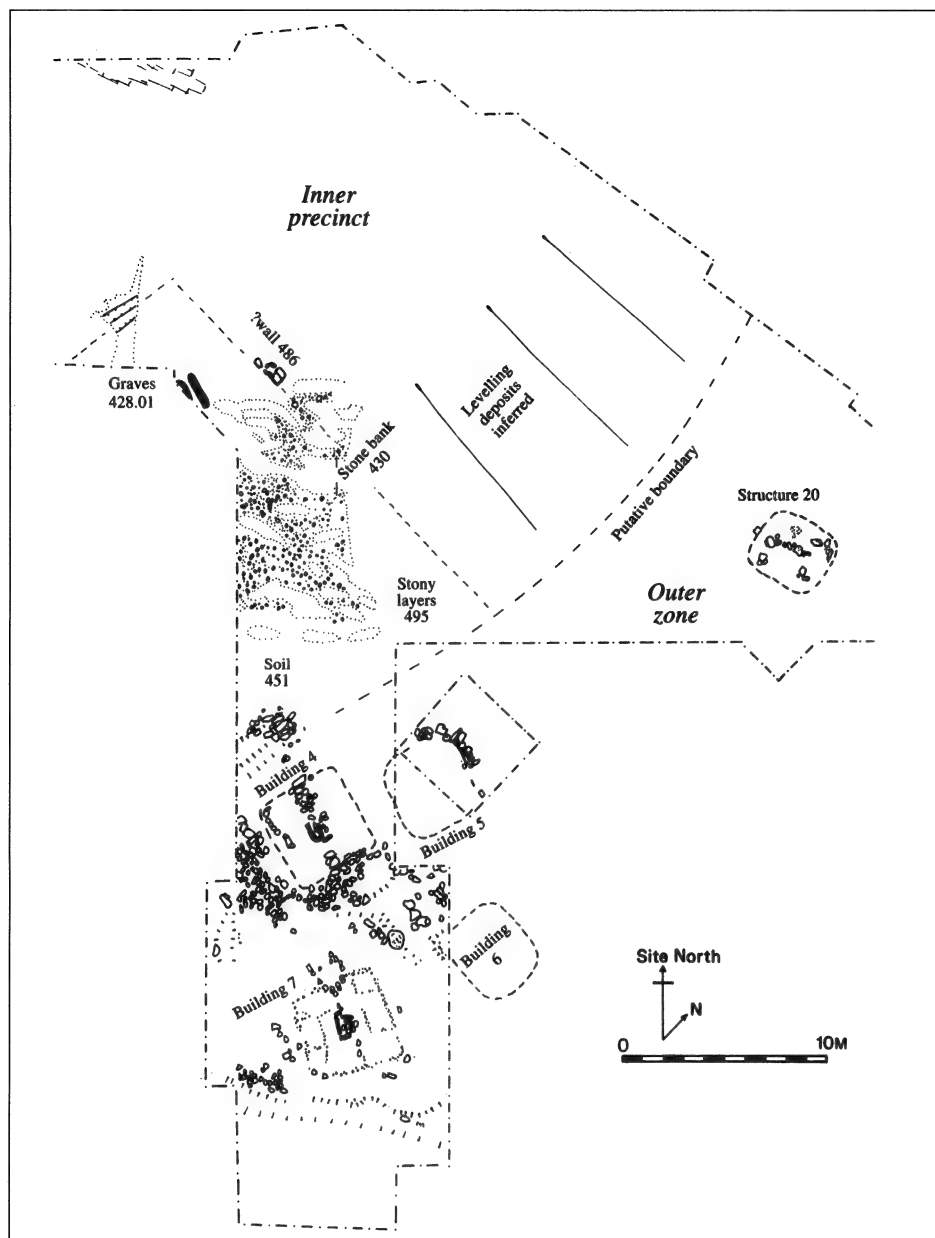 Inner
precinct
?wall 486
Graves
428.01
Levelling
deposits
inferred
Stone bank
430
Putative boundary
Structure 20
Stony
layers
495
Outer
zone
Soil
451
Building 4
Building 5
Building
6
Building 7
Site North
N
0 10M